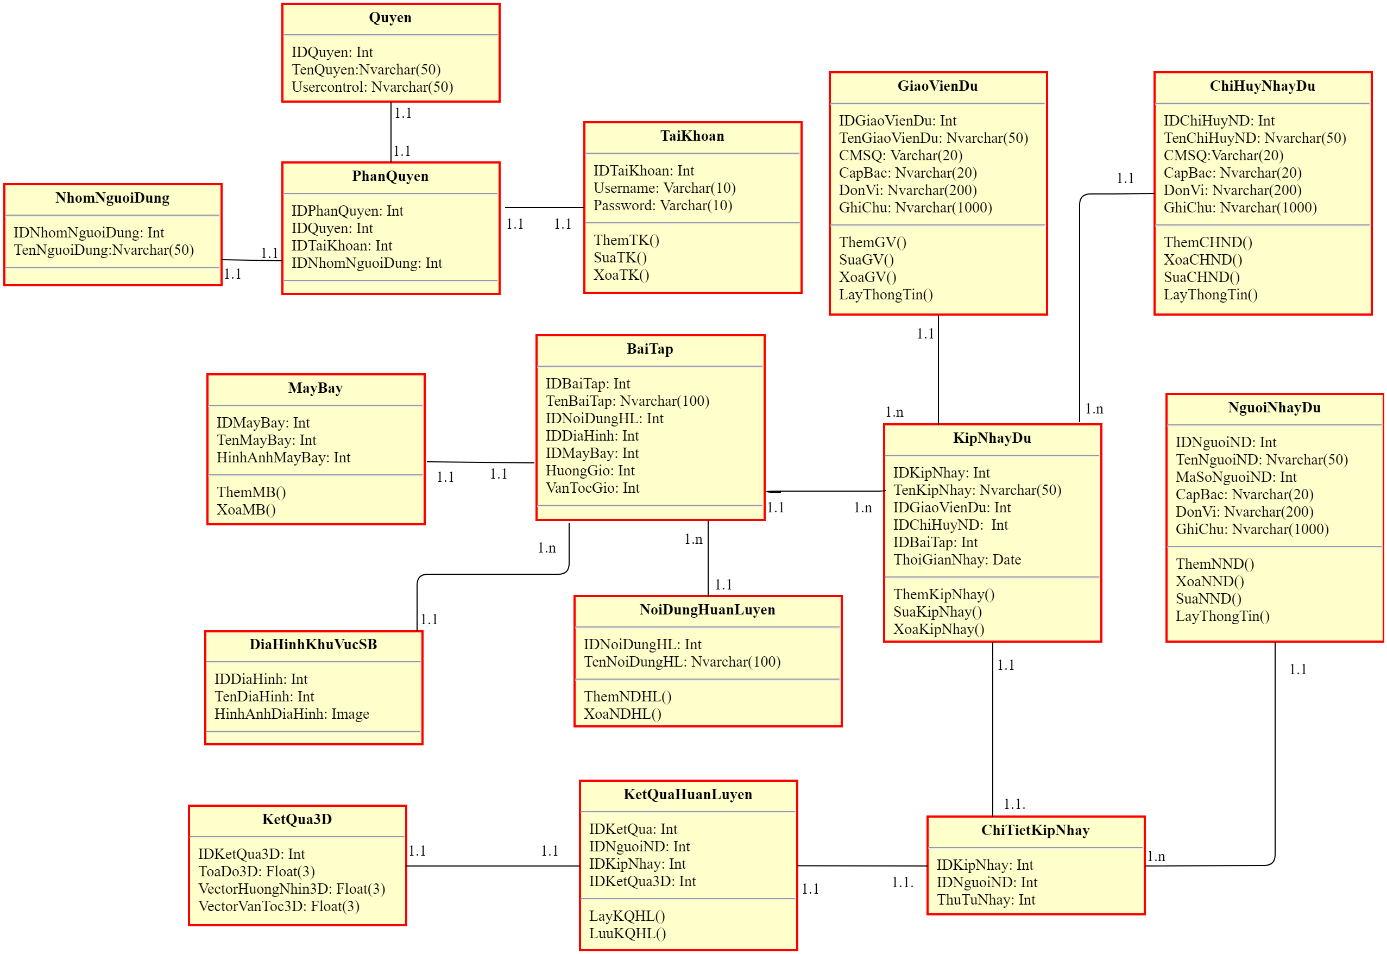 Quyen
IDQuyen: Int
TenQuyen:Nvarchar(50)
Usercontrol: Nvarchar(50)
1.1
1.1
PhanQuyen
IDPhanQuyen: Int
IDQuyen: Int
IDTaiKhoan: Int
IDNhomNguoiDung: Int
NhomNguoiDung
IDNhomNguoiDung: Int
TenNguoiDung:Nvarchar(50)
1.1
1.1
1.1
1.1
TaiKhoan
IDTaiKhoan: Int
Username: Varchar(10)
Password: Varchar(10)
ThemTK()
SuaTK()
XoaTK()
GiaoVienDu
IDGiaoVienDu: Int
TenGiaoVienDu: Nvarchar(50)
CMSQ: Varchar(20)
CapBac: Nvarchar(20)
DonVi: Nvarchar(200)
GhiChu: Nvarchar(1000)
ThemGV()
SuaGV()
XoaGV()
LayThongTin()
1.1
1.n
ChiHuyNhayDu
IDChiHuyND: Int
TenChiHuyND: Nvarchar(50)
CMSQ:Varchar(20)
CapBac: Nvarchar(20)
DonVi: Nvarchar(200)
GhiChu: Nvarchar(1000)
ThemCHND()
XoaCHND()
SuaCHND()
LayThongTin()
1.1
1.n
MayBay
IDMayBay: Int
TenMayBay: Int
HinhAnhMayBay: Int
ThemMB()
XoaMB()
1.1
1.1
BaiTap
IDBaiTap: Int
TenBaiTap: Nvarchar(100)
IDNoiDungHL: Int
IDDiaHinh: Int
IDMayBay: Int
HuongGio: Int
VanTocGio: Int
1.1
1.n
KipNhayDu
IDKipNhay: Int
TenKipNhay: Nvarchar(50)
IDGiaoVienDu: Int
IDChiHuyND:  Int
IDBaiTap: Int
ThoiGianNhay: Date
ThemKipNhay()
SuaKipNhay()
XoaKipNhay()
NguoiNhayDu
IDNguoiND: Int
TenNguoiND: Nvarchar(50)
MaSoNguoiND: Int
CapBac: Nvarchar(20)
DonVi: Nvarchar(200)
GhiChu: Nvarchar(1000)
ThemNND()
XoaNND()
SuaNND()
LayThongTin()
1.n
1.1
1.n
1.1
DiaHinhKhuVucSB
IDDiaHinh: Int
TenDiaHinh: Int
HinhAnhDiaHinh: Image
NoiDungHuanLuyen
IDNoiDungHL: Int
TenNoiDungHL: Nvarchar(100)
ThemNDHL()
XoaNDHL()
1.1
1.1.
1.1
1.n
KetQua3D
IDKetQua3D: Int
ToaDo3D: Float(3)
VectorHuongNhin3D: Float(3)
VectorVanToc3D: Float(3)
1.1
1.1
KetQuaHuanLuyen
IDKetQua: Int
IDNguoiND: Int
IDKipNhay: Int
IDKetQua3D: Int
LayKQHL()
LuuKQHL()
1.1
1.1.
ChiTietKipNhay
IDKipNhay: Int
IDNguoiND: Int
ThuTuNhay: Int